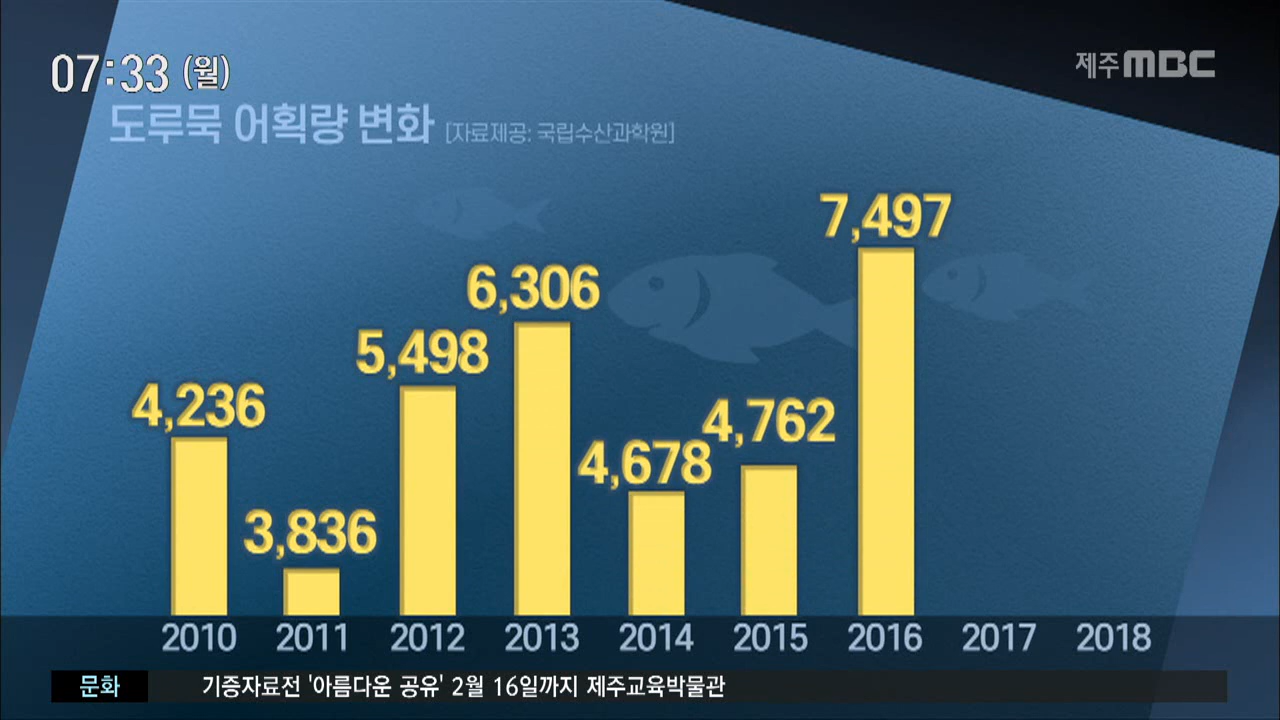 07:33 (월)
제주MBC
도루묵 어획량 변화 [자료제공: 국립수산과학원]
7,497
6,306
5,498
4,236
4,762
4,678
3,836
2010 2011 2012 2013 2014 2015 2016 2017 2018
문화 기증자료전 '아름다운 공유' 2월 16일까지 제주교육박물관